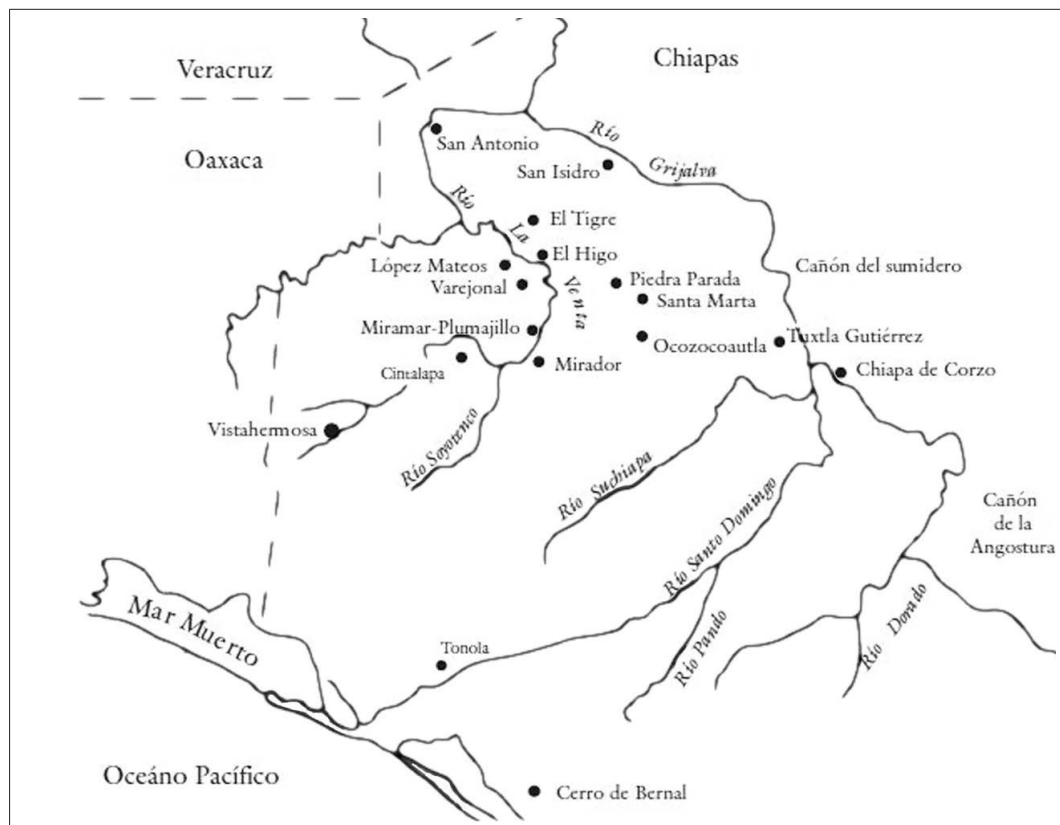 Chiapas
Veracruz
Oaxaca
San Antonio
Río Grijalva
San Isidro
Río La Venta
El Tigre
El Higo
López Mateos
Varejonal
Piedra Parada
Santa Marta
Cañón del sumidero
Miramar-Plumajillo
Ocozocoautla
Tuxtla Gutiérrez
Cintalapa
Mirador
Chiapa de Corzo
Vistahermosa
Río Soyotenco
Río Suchiapa
Río Santo Domingo
Cañón
de la
Angostura
Mar Muerto
Tonola
Río Pando
Río Dorado
Oceáno Pacífico
Cerro de Bernal